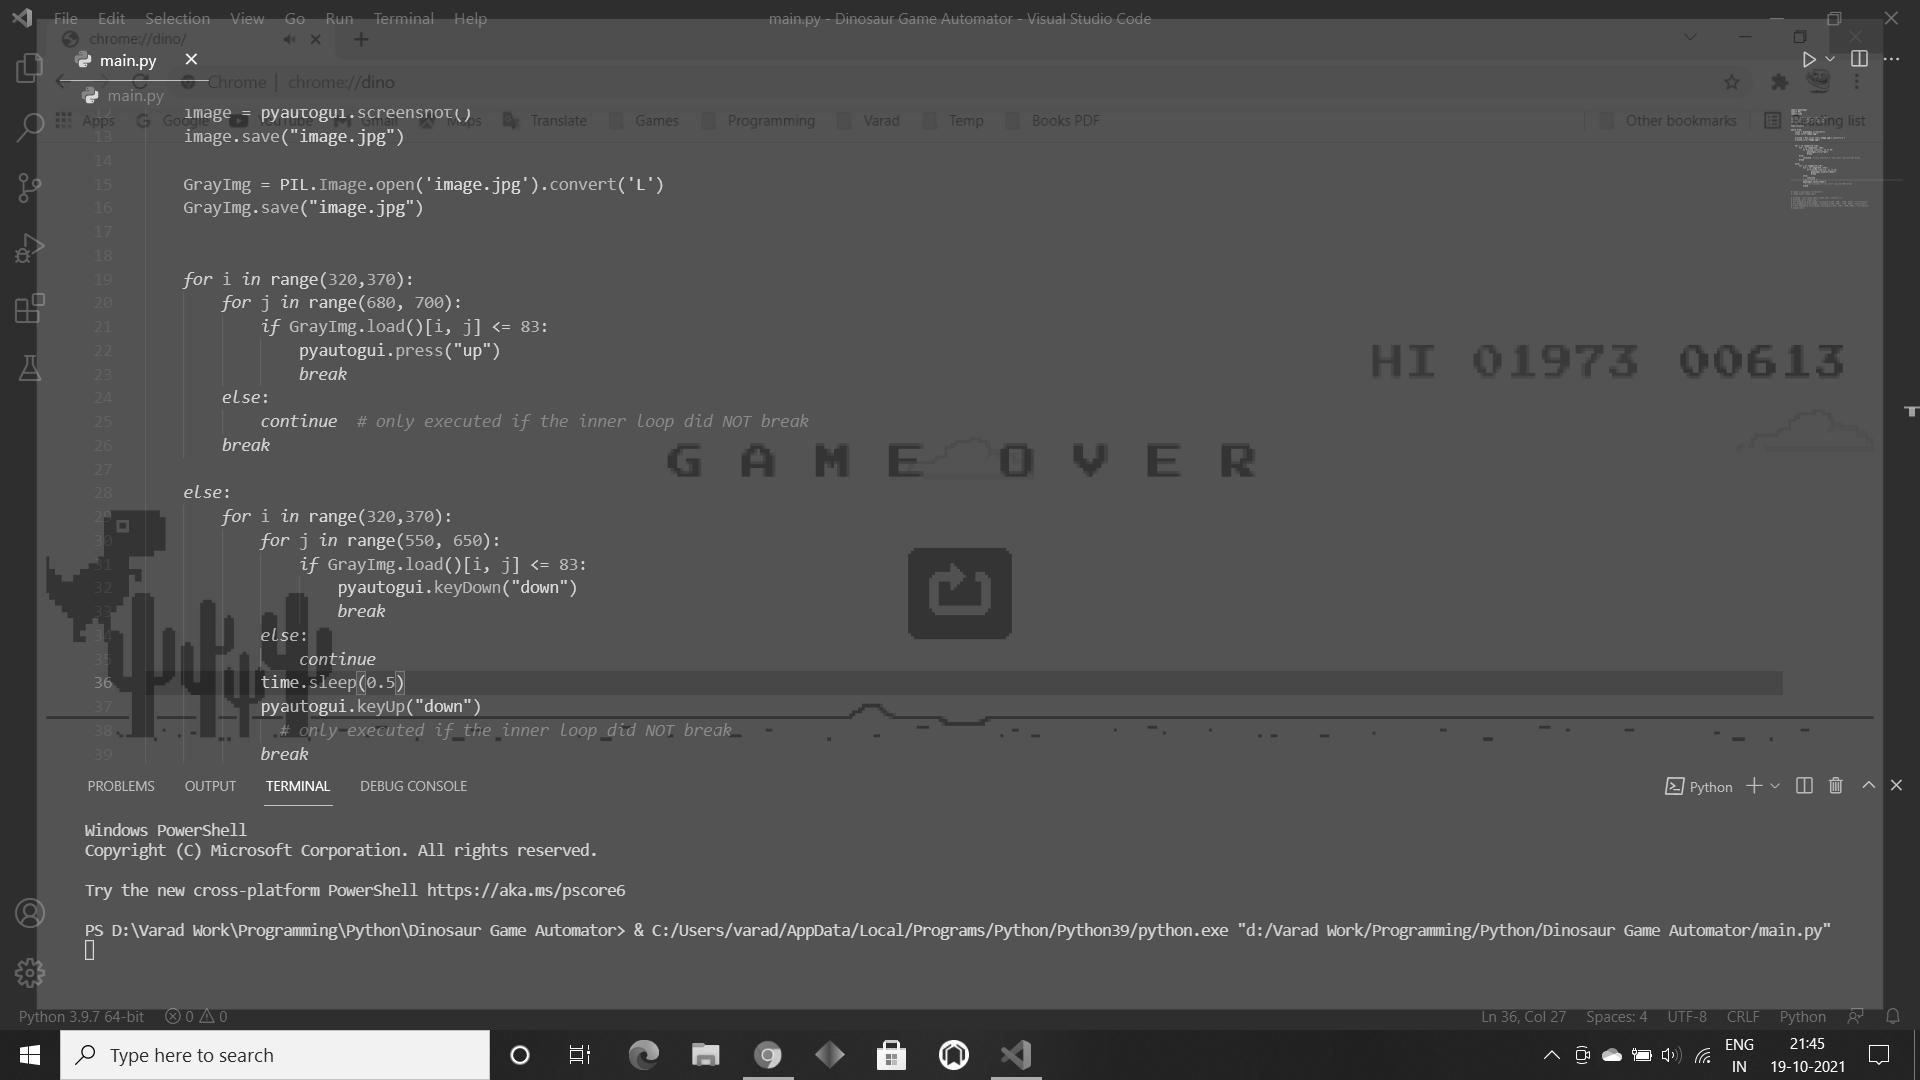 File Edit Selection View Go Run Terminal Help
main.py - Dinosaur Game Automator - Visual Studio Code
chrome://dino/
main.py
Chrome | chrome://dino
main.py
Apps Google YouTube Gmail Maps Translate Games Programming Varad Temp Books PDF Other bookmarks Reading list
12 image = pyautogui.screenshot()
13 image.save("image.jpg")
14
15 GrayImg = PIL.Image.open('image.jpg').convert('L')
16 GrayImg.save("image.jpg")
17
18
19 for i in range(320,370):
20 for j in range(680, 700):
21 if GrayImg.load()[i, j] <= 83:
22 pyautogui.press("up")
23 break
24 else:
25 continue # only executed if the inner loop did NOT break
26 break
27
28 else:
29 for i in range(320,370):
30 for j in range(550, 650):
31 if GrayImg.load()[i, j] <= 83:
32 pyautogui.keyDown("down")
33 break
34 else:
35 continue
36 time.sleep(0.5)
37 pyautogui.keyUp("down")
38 # only executed if the inner loop did NOT break
39 break
HI 01973 00613
GAME OVER
PROBLEMS OUTPUT TERMINAL DEBUG CONSOLE
Python
Windows PowerShell
Copyright (C) Microsoft Corporation. All rights reserved.
Try the new cross-platform PowerShell https://aka.ms/pscore6
PS D:\Varad Work\Programming\Python\Dinosaur Game Automator> & C:/Users/varad/AppData/Local/Programs/Python/Python39/python.exe "d:/Varad Work/Programming/Python/Dinosaur Game Automator/main.py"
Python 3.9.7 64-bit 0 0
Ln 36, Col 27 Spaces: 4 UTF-8 CRLF Python
Type here to search
ENG
IN
21:45
19-10-2021